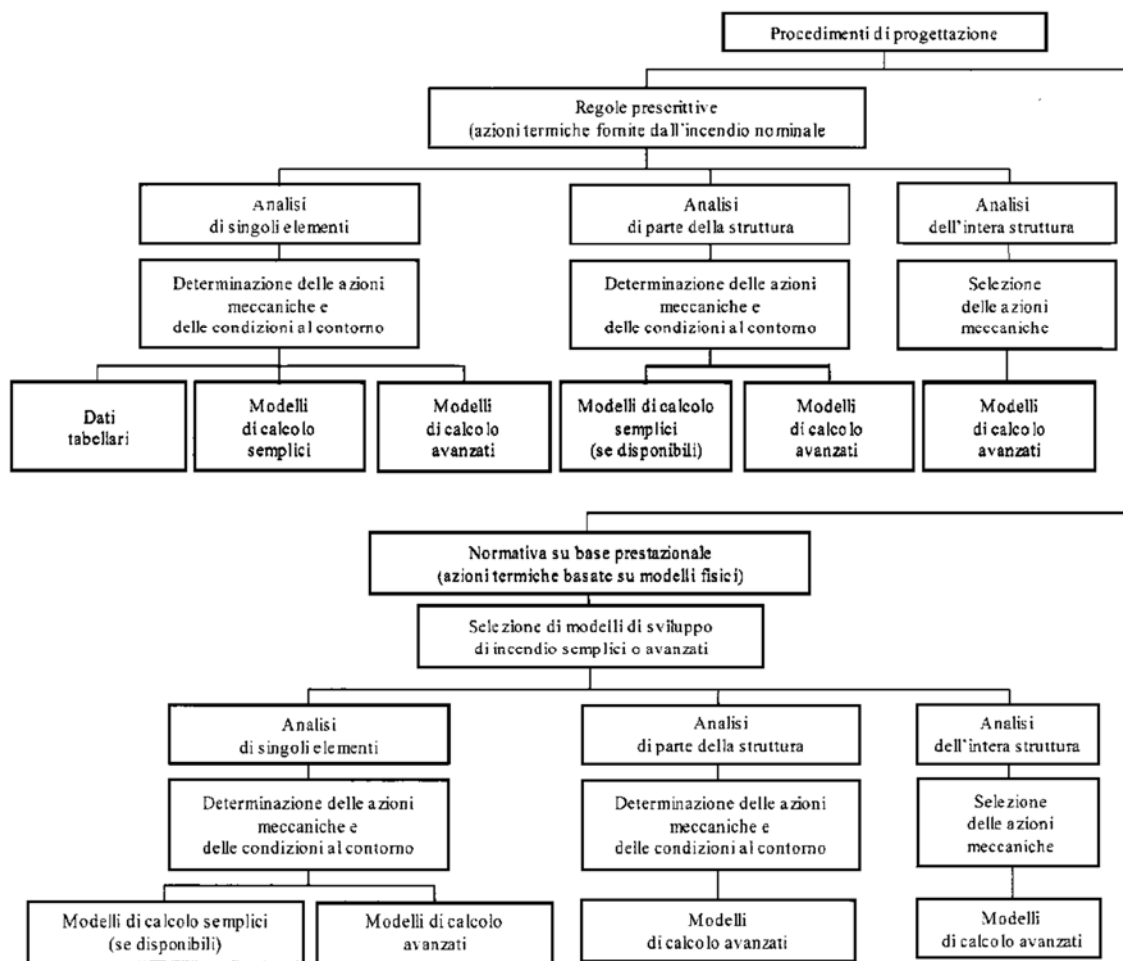 Procedimenti di progettazione
Regole prescrittive
(azioni termiche fornite dall'incendio nominale
Analisi
di singoli elementi
Analisi
di parte della struttura
Analisi
dell'intera struttura
Determinazione delle azioni
meccaniche e
delle condizioni al contorno
Determinazione delle azioni
meccaniche e
delle condizioni al contorno
Selezione
delle azioni
meccaniche
Dati
tabellari
Modelli
di calcolo
semplici
Modelli
di calcolo
avanzati
Modelli di calcolo
semplici
(se disponibili)
Modelli
di calcolo
avanzati
Modelli
di calcolo
avanzati
Normativa su base prestazionale
(azioni termiche basate su modelli fisici)
Selezione di modelli di sviluppo
di incendio semplici o avanzati
Analisi
di singoli elementi
Analisi
di parte della struttura
Analisi
dell'intera struttura
Determinazione delle azioni
meccaniche e
delle condizioni al contorno
Determinazione delle azioni
meccaniche e
delle condizioni al contorno
Selezione
delle azioni
meccaniche
Modelli di calcolo semplici
(se disponibili)
Modelli di calcolo
avanzati
Modelli
di calcolo avanzati
Modelli
di calcolo avanzati